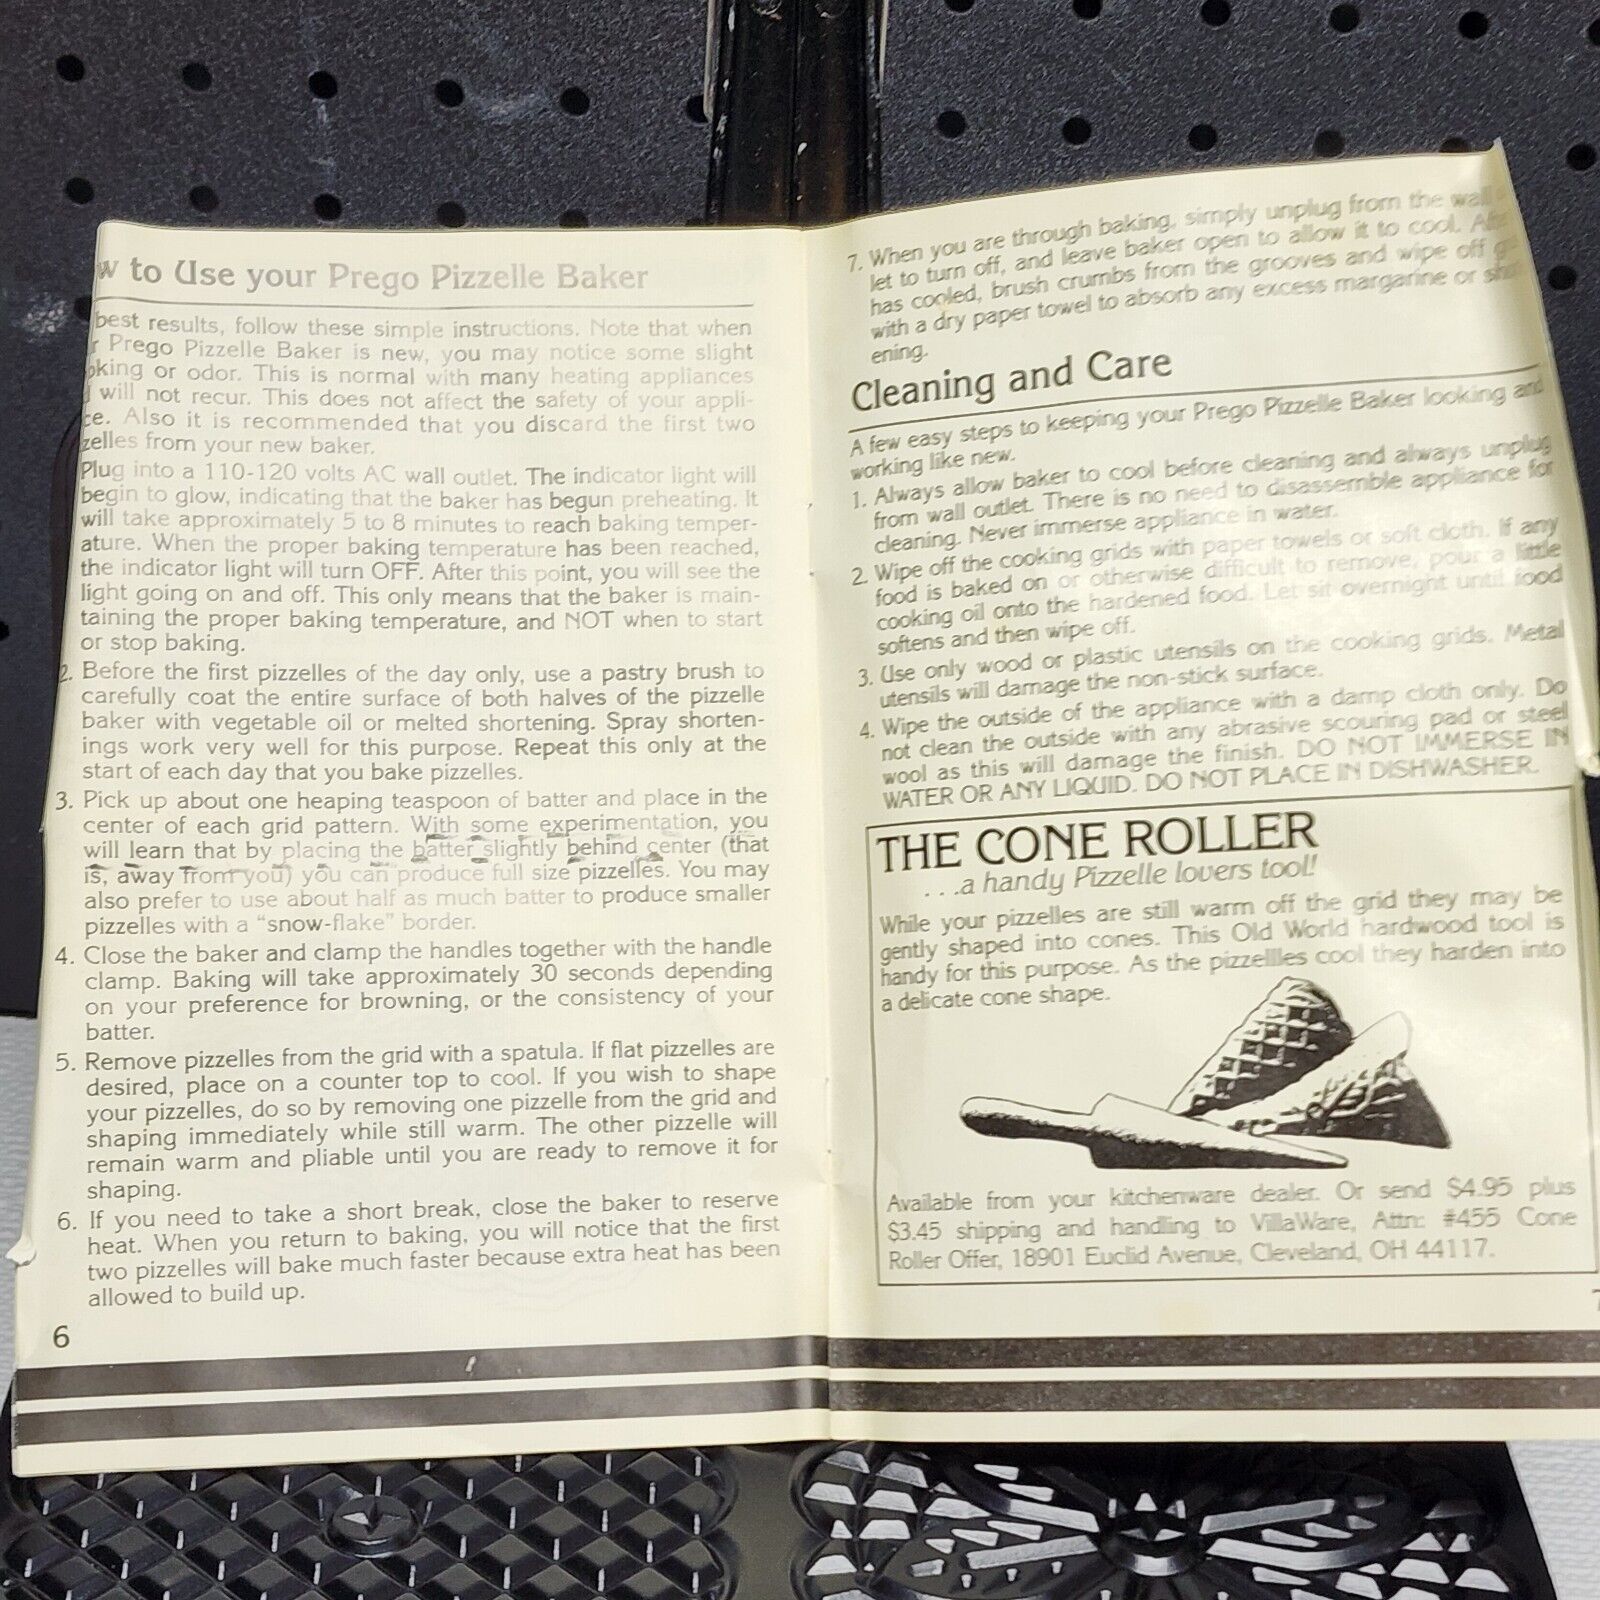 w to Use your Prego Pizzelle Baker
best results, follow these simple instructions. Note that when
r Prego Pizzelle Baker is new, you may notice some slight
oking or odor. This is normal with many heating appliances
will not recur. This does not affect the safety of your appli-
ce. Also it is recommended that you discard the first two
zelles from your new baker.
Plug into a 110-120 volts AC wall outlet. The indicator light will
begin to glow, indicating that the baker has begun preheating. It
will take approximately 5 to 8 minutes to reach baking temper-
ature. When the proper baking temperature has been reached,
the indicator light will turn OFF. After this point, you will see the
light going on and off. This only means that the baker is main-
taining the proper baking temperature, and NOT when to start
or stop baking.
2. Before the first pizzelles of the day only, use a pastry brush to
carefully coat the entire surface of both halves of the pizzelle
baker with vegetable oil or melted shortening. Spray shorten-
ings work very well for this purpose. Repeat this only at the
start of each day that you bake pizzelles.
3. Pick up about one heaping teaspoon of batter and place in the
center of each grid pattern. With some experimentation, you
will learn that by placing the batter slightly behind center (that
is, away from you) you can produce full size pizzelles. You may
also prefer to use about half as much batter to produce smaller
pizzelles with a "snow-flake" border.
4. Close the baker and clamp the handles together with the handle
clamp. Baking will take approximately 30 seconds depending
on your preference for browning, or the consistency of your
batter.
5. Remove pizzelles from the grid with a spatula. If flat pizzelles are
desired, place on a counter top to cool. If you wish to shape
your pizzelles, do so by removing one pizzelle from the grid and
shaping immediately while still warm. The other pizzelle will
remain warm and pliable until you are ready to remove it for
shaping.
6. If you need to take a short break, close the baker to reserve
heat. When you return to baking, you will notice that the first
two pizzelles will bake much faster because extra heat has been
allowed to build up.
6
7. When you are through baking, simply unplug from the wall
let to turn off, and leave baker open to allow it to cool.
has cooled, brush crumbs from the grooves and wipe off
with a dry paper towel to absorb any excess margarine or
ening.
Cleaning and Care
A few easy steps to keeping your Prego Pizzelle Baker looking and
working like new.
1. Always allow baker to cool before cleaning and always unplug
from wall outlet. There is no need to disassemble appliance for
cleaning. Never immerse appliance in water.
2. Wipe off the cooking grids with paper towels or soft cloth. If any
food is baked on or otherwise difficult to remove, pour a little
cooking oil onto the hardened food. Let sit overnight until food
softens and then wipe off.
3. Use only wood or plastic utensils on the cooking grids. Metal
utensils will damage the non-stick surface.
4. Wipe the outside of the appliance with a damp cloth only. Do
not clean the outside with any abrasive scouring pad or steel
wool as this will damage the finish. DO NOT IMMERSE IN
WATER OR ANY LIQUID. DO NOT PLACE IN DISHWASHER.
THE CONE ROLLER
...a handy Pizzelle lovers tool!
While your pizzelles are still warm off the grid they may be
gently shaped into cones. This Old World hardwood tool is
handy for this purpose. As the pizzellles cool they harden into
a delicate cone shape.
Available from your kitchenware dealer. Or send $4.95 plus
$3.45 shipping and handling to VillaWare, Attn: #455 Cone
Roller Offer, 18901 Euclid Avenue, Cleveland, OH 44117.
7